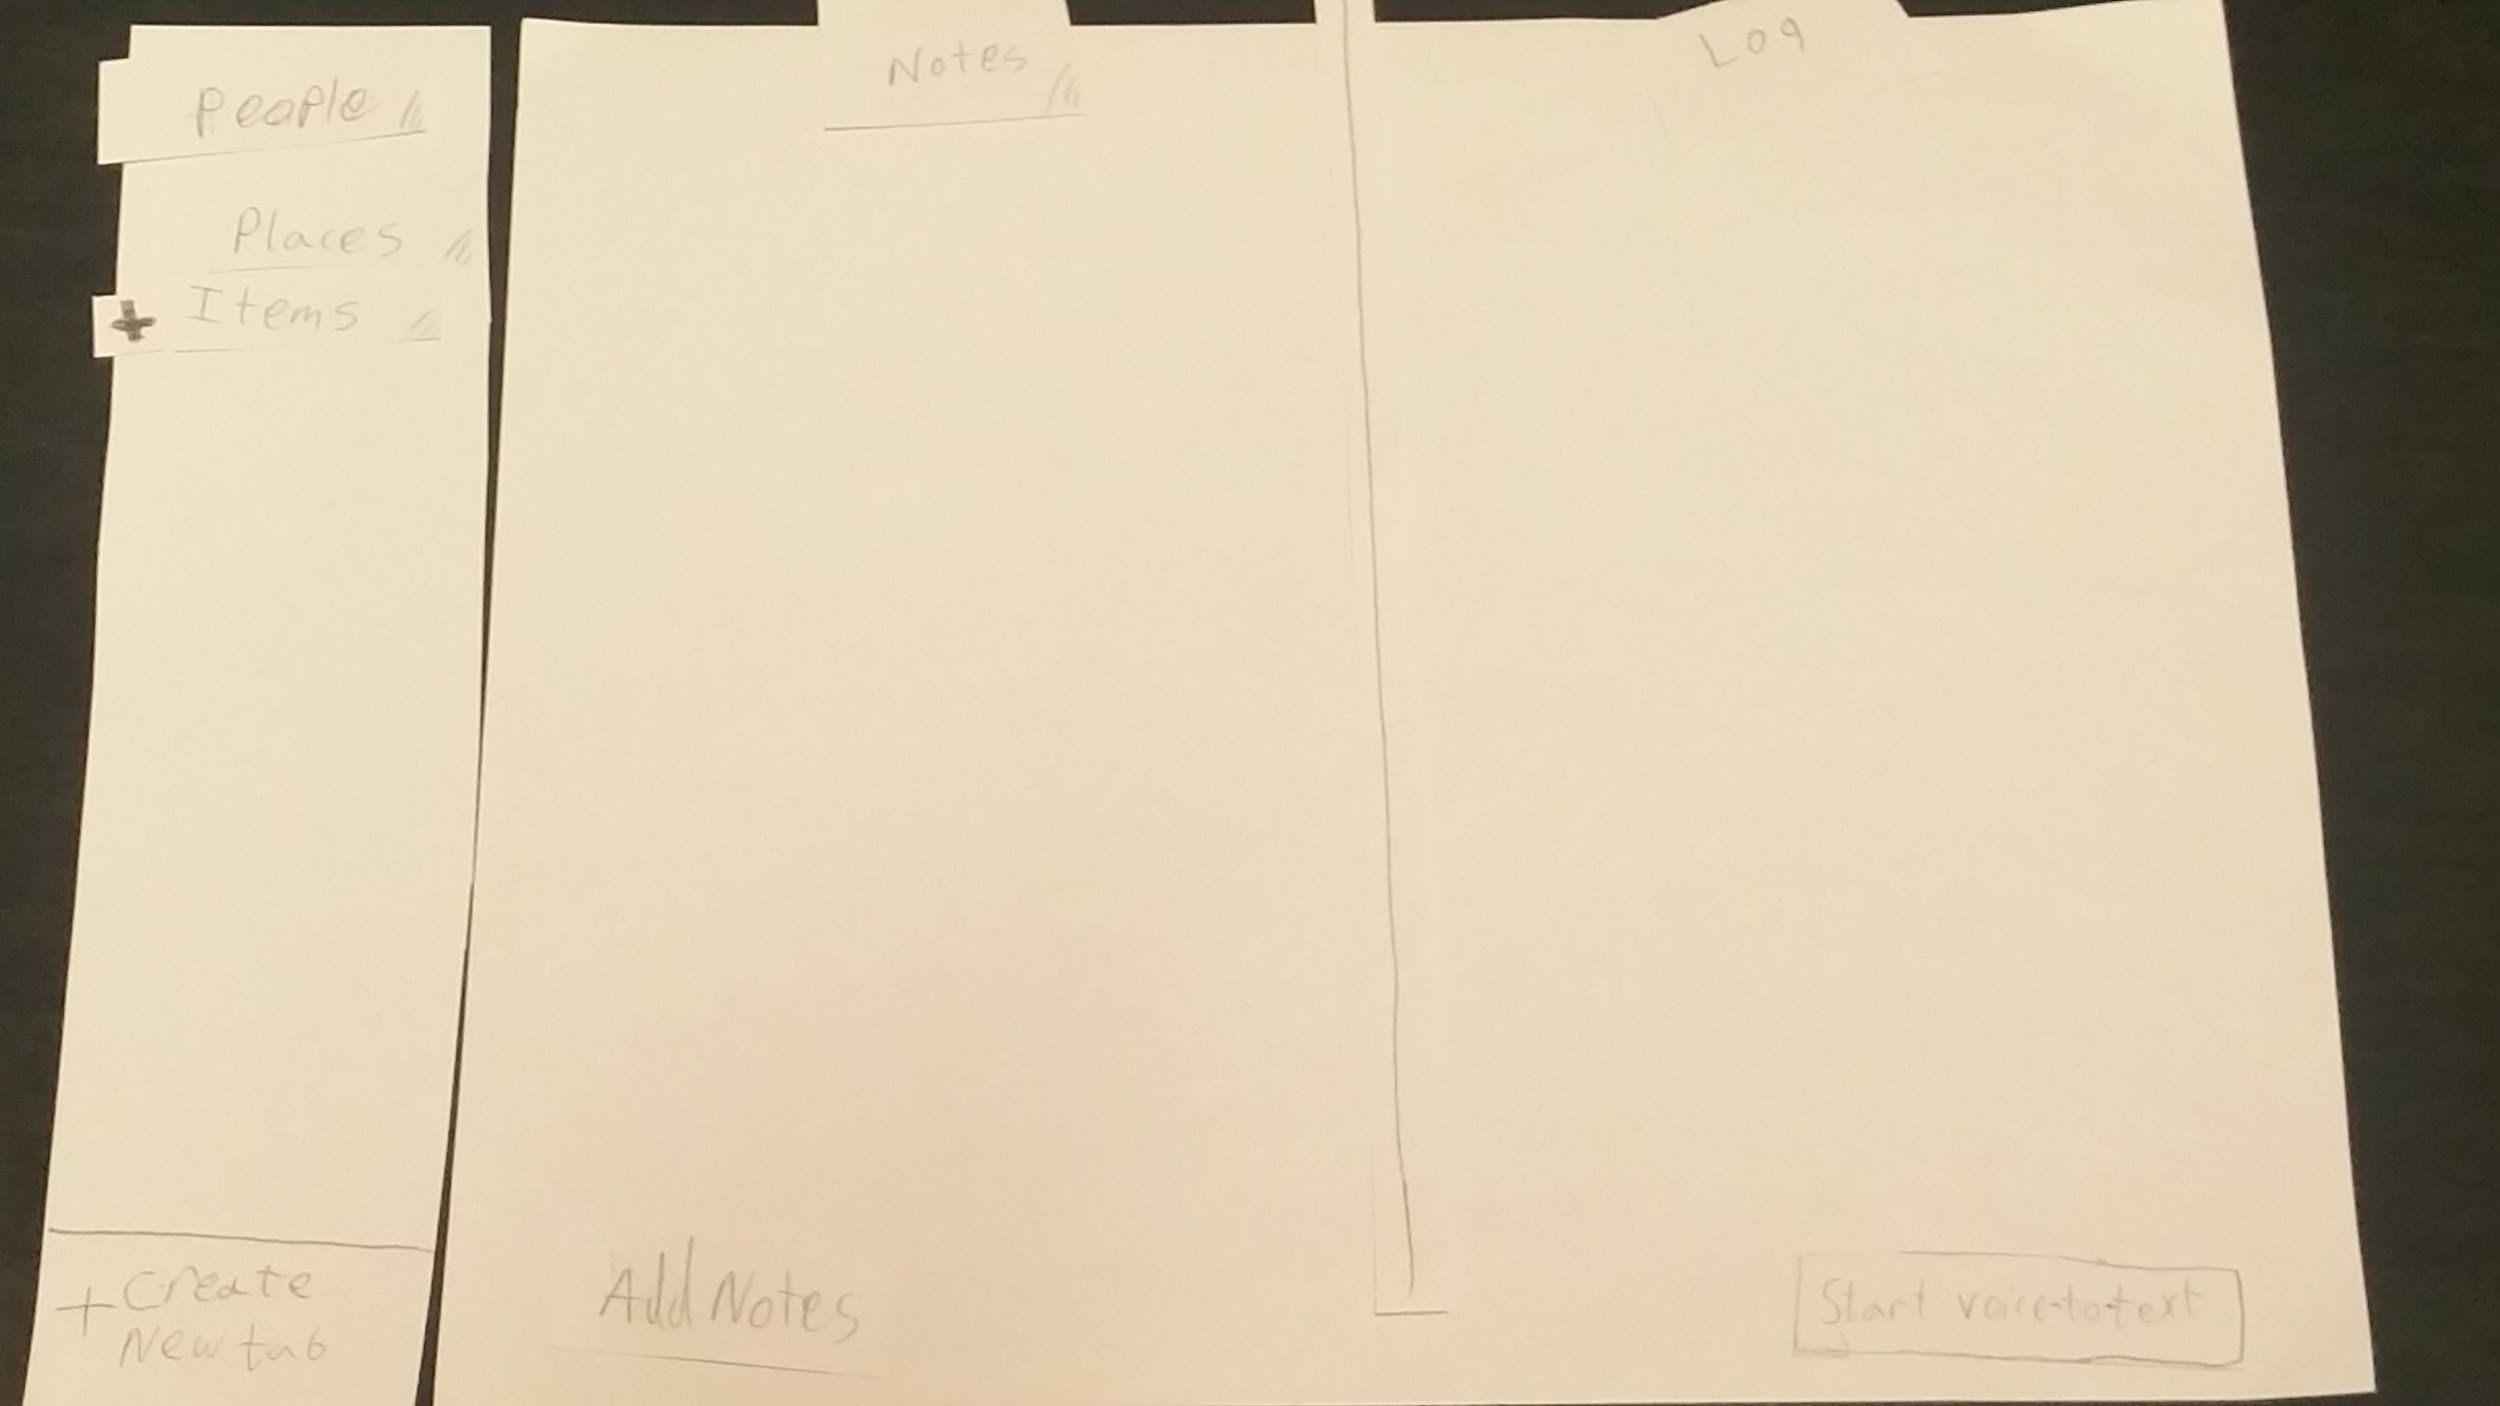 People
Places
+ Items
+ Create
New tab
Notes
Add Notes
Log
Start voice-to-text